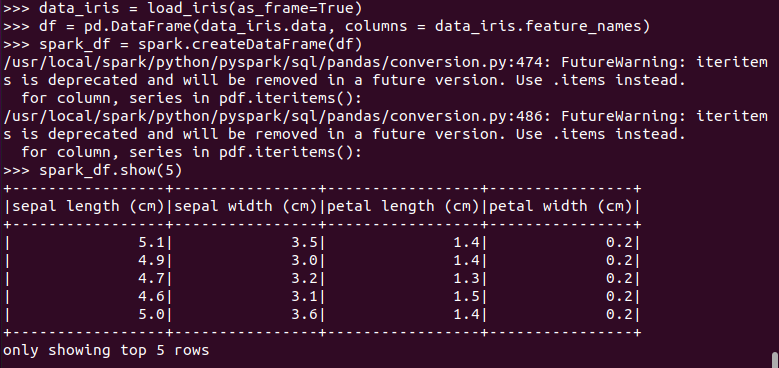 >>> data_iris = load_iris(as_frame=True)
>>> df = pd.DataFrame(data_iris.data, columns = data_iris.feature_names)
>>> spark_df = spark.createDataFrame(df)
/usr/local/spark/python/pyspark/sql/pandas/conversion.py:474: FutureWarning: iteritem
s is deprecated and will be removed in a future version. Use .items instead.
  for column, series in pdf.iteritems():
/usr/local/spark/python/pyspark/sql/pandas/conversion.py:486: FutureWarning: iteritem
s is deprecated and will be removed in a future version. Use .items instead.
  for column, series in pdf.iteritems():
>>> spark_df.show(5)
+-----------------+----------------+-----------------+----------------+
|sepal length (cm)|sepal width (cm)|petal length (cm)|petal width (cm)|
+-----------------+----------------+-----------------+----------------+
|              5.1|             3.5|              1.4|             0.2|
|              4.9|             3.0|              1.4|             0.2|
|              4.7|             3.2|              1.3|             0.2|
|              4.6|             3.1|              1.5|             0.2|
|              5.0|             3.6|              1.4|             0.2|
+-----------------+----------------+-----------------+----------------+
only showing top 5 rows